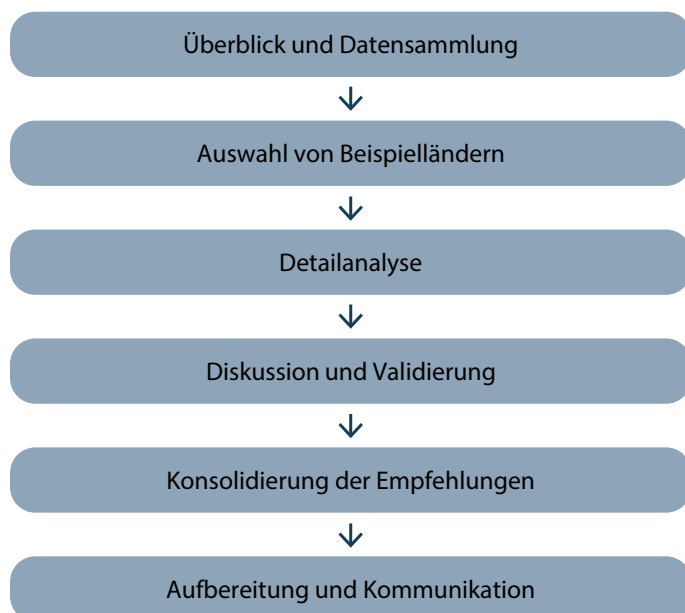 Überblick und Datensammlung
Auswahl von Beispielländern
Detailanalyse
Diskussion und Validierung
Konsolidierung der Empfehlungen
Aufbereitung und Kommunikation